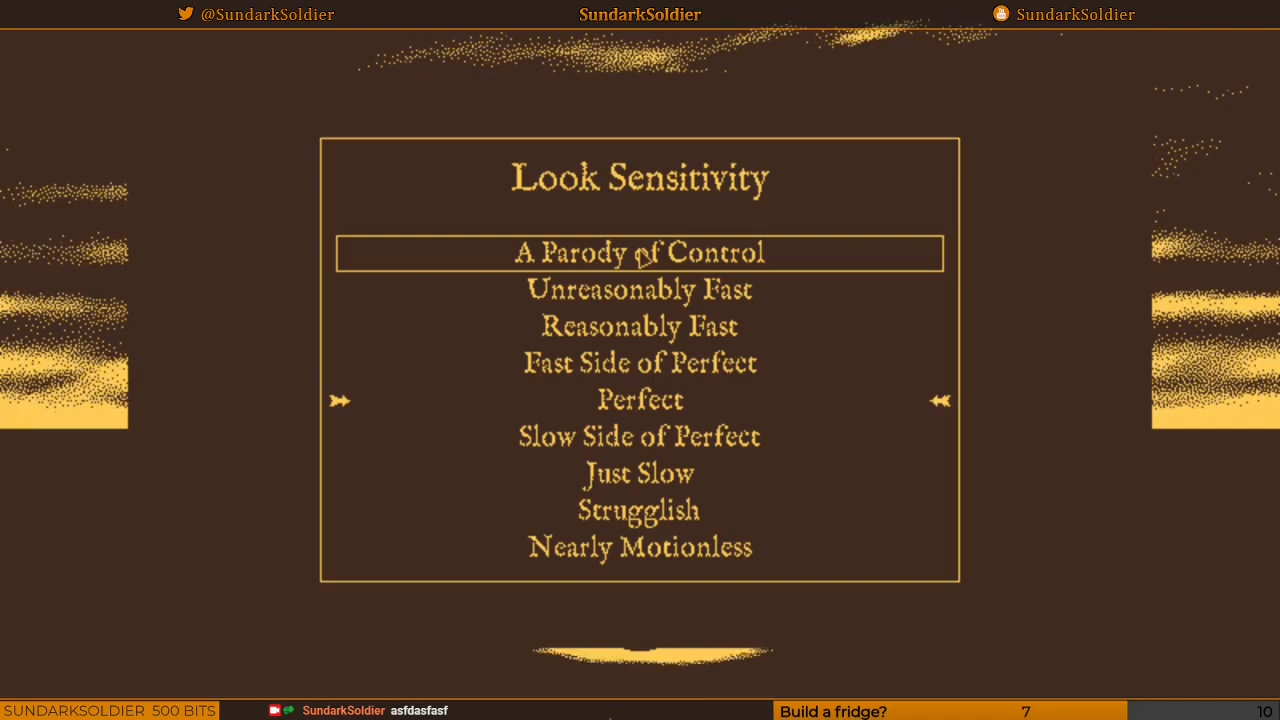 @SundarkSoldier
SundarkSoldier
SundarkSoldier
Look Sensitivity
A Parody of Control
Unreasonably Fast
Reasonably Fast
Fast Side of Perfect
Perfect
Slow Side of Perfect
Just Slow
Strugglish
Nearly Motionless
SUNDARKSOLDIER 500 BITS
SundarkSoldier asfdasfasf
Build a fridge? 7 10